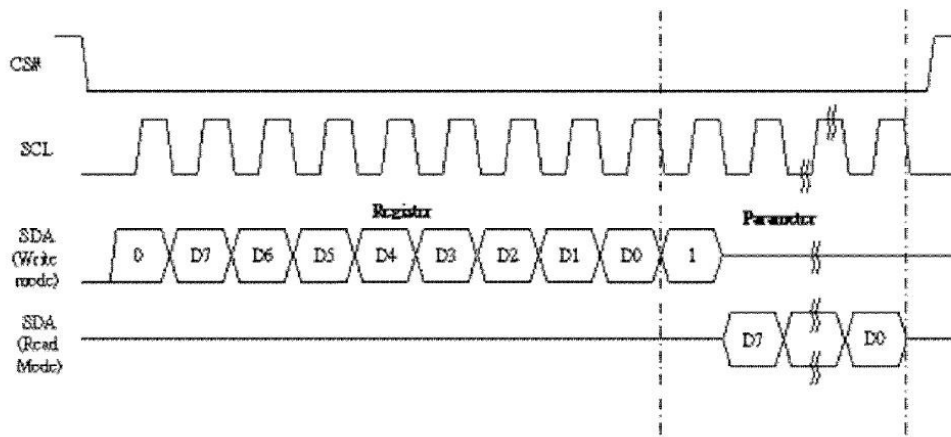 CS#
SCL
Register
Parameter
SDA
(Write
mode)
0 D7 D6 D5 D4 D3 D2 D1 D0 1
SDA
(Read
Mode)
D7 D0